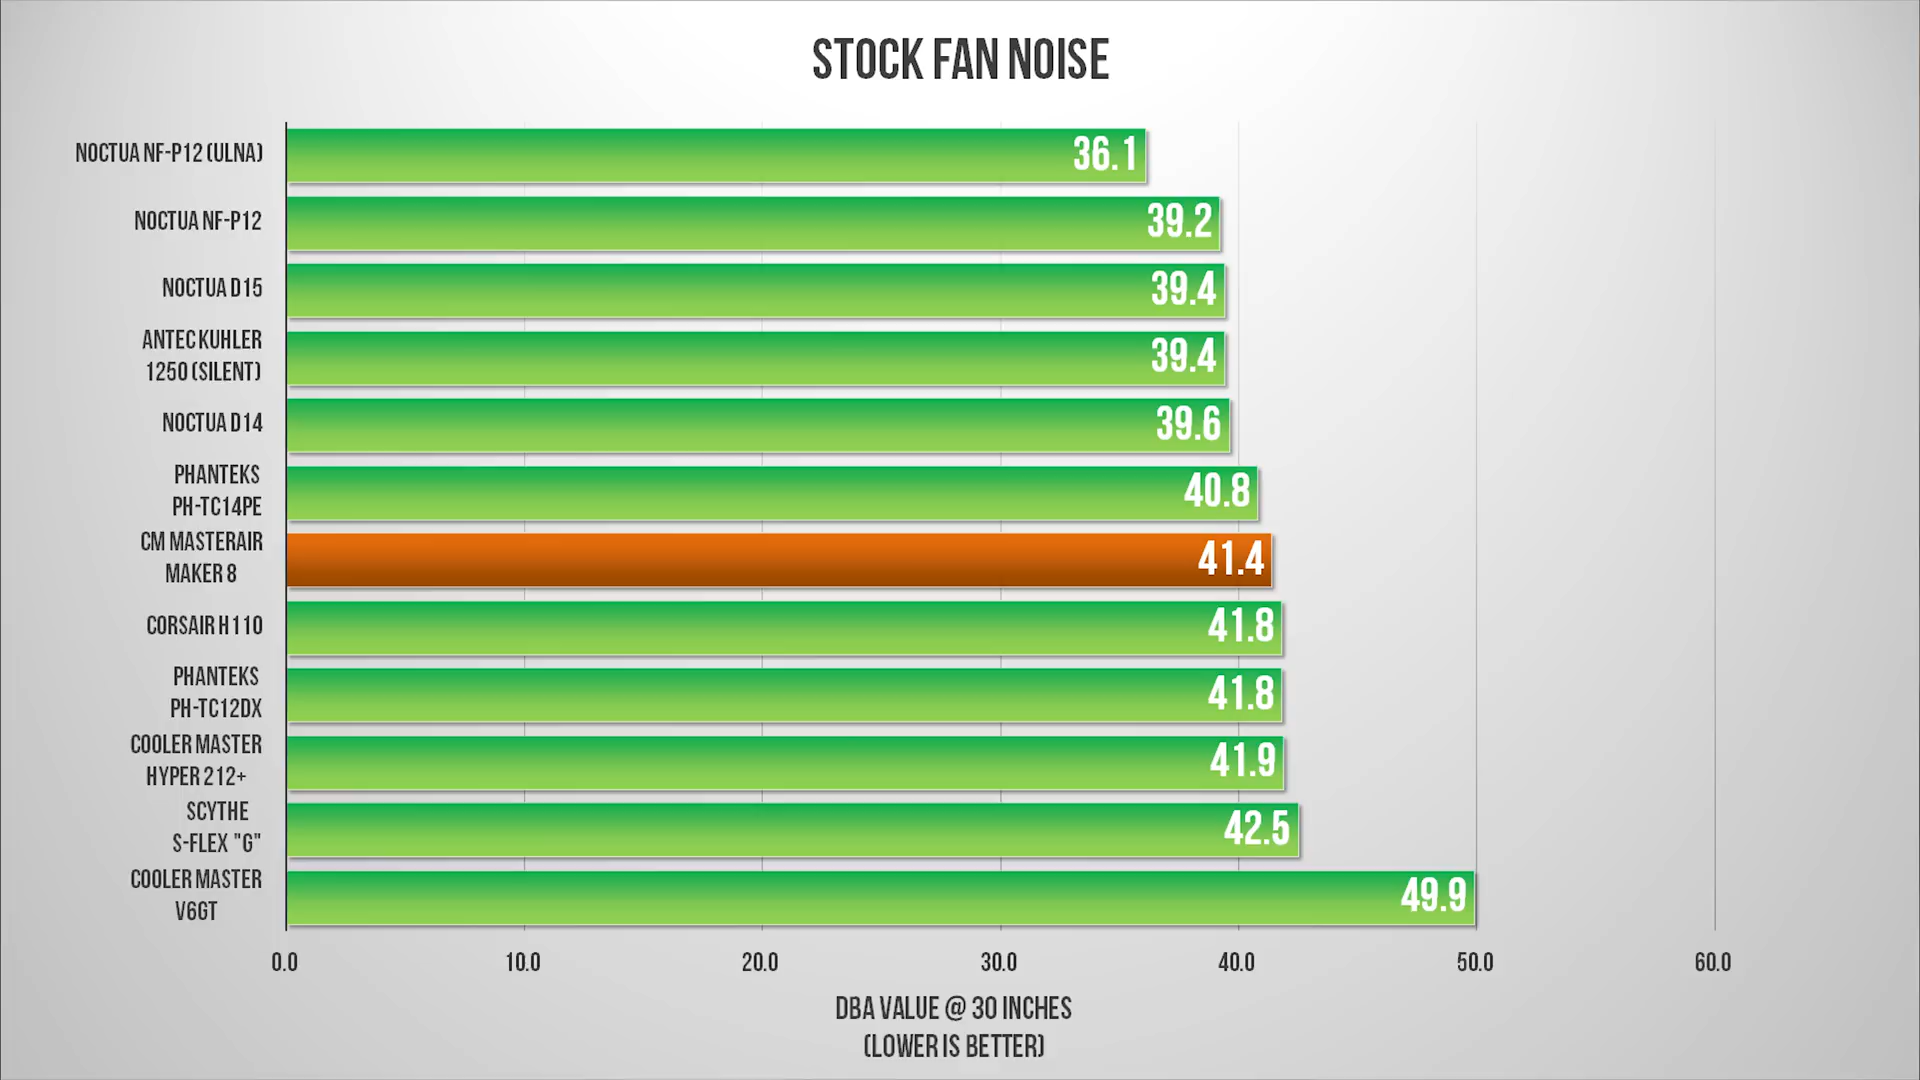 STOCK FAN NOISE
NOCTUA NF-P12 (ULNA)
36.1
NOCTUA NF-P12
39.2
NOCTUA D15
39.4
ANTEC KUHLER
1250 (SILENT)
39.4
NOCTUA D14
39.6
PHANTEKS
PH-TC14PE
40.8
CM MASTERAIR
MAKER 8
41.4
CORSAIR H110
41.8
PHANTEKS
PH-TC12DX
41.8
COOLER MASTER
HYPER 212+
41.9
SCYTHE
S-FLEX "G"
42.5
COOLER MASTER
V6GT
49.9
0.0 10.0 20.0 30.0 40.0 50.0 60.0
DBA VALUE @ 30 INCHES
(LOWER IS BETTER)